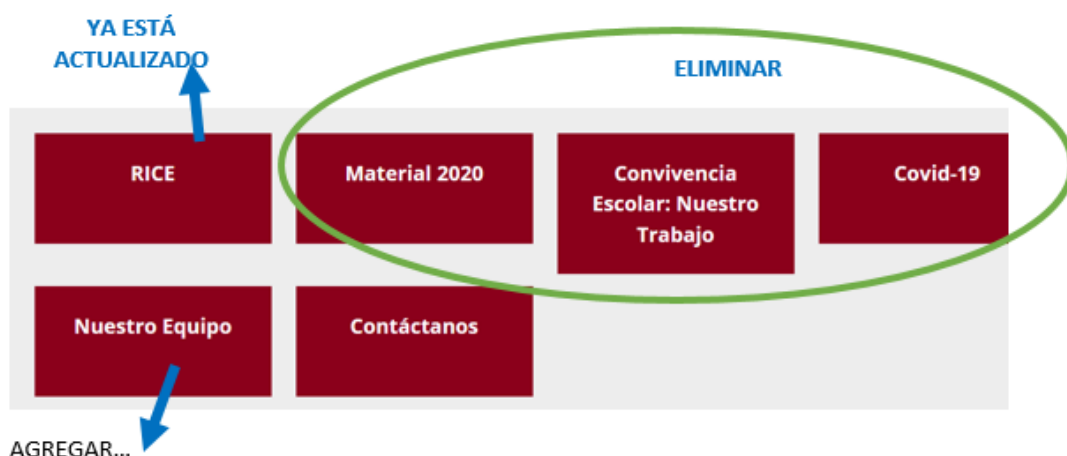 YA ESTÁ
ACTUALIZADO
ELIMINAR
RICE
Material 2020
Convivencia
Escolar: Nuestro
Trabajo
Covid-19
Nuestro Equipo
Contáctanos
AGREGAR...